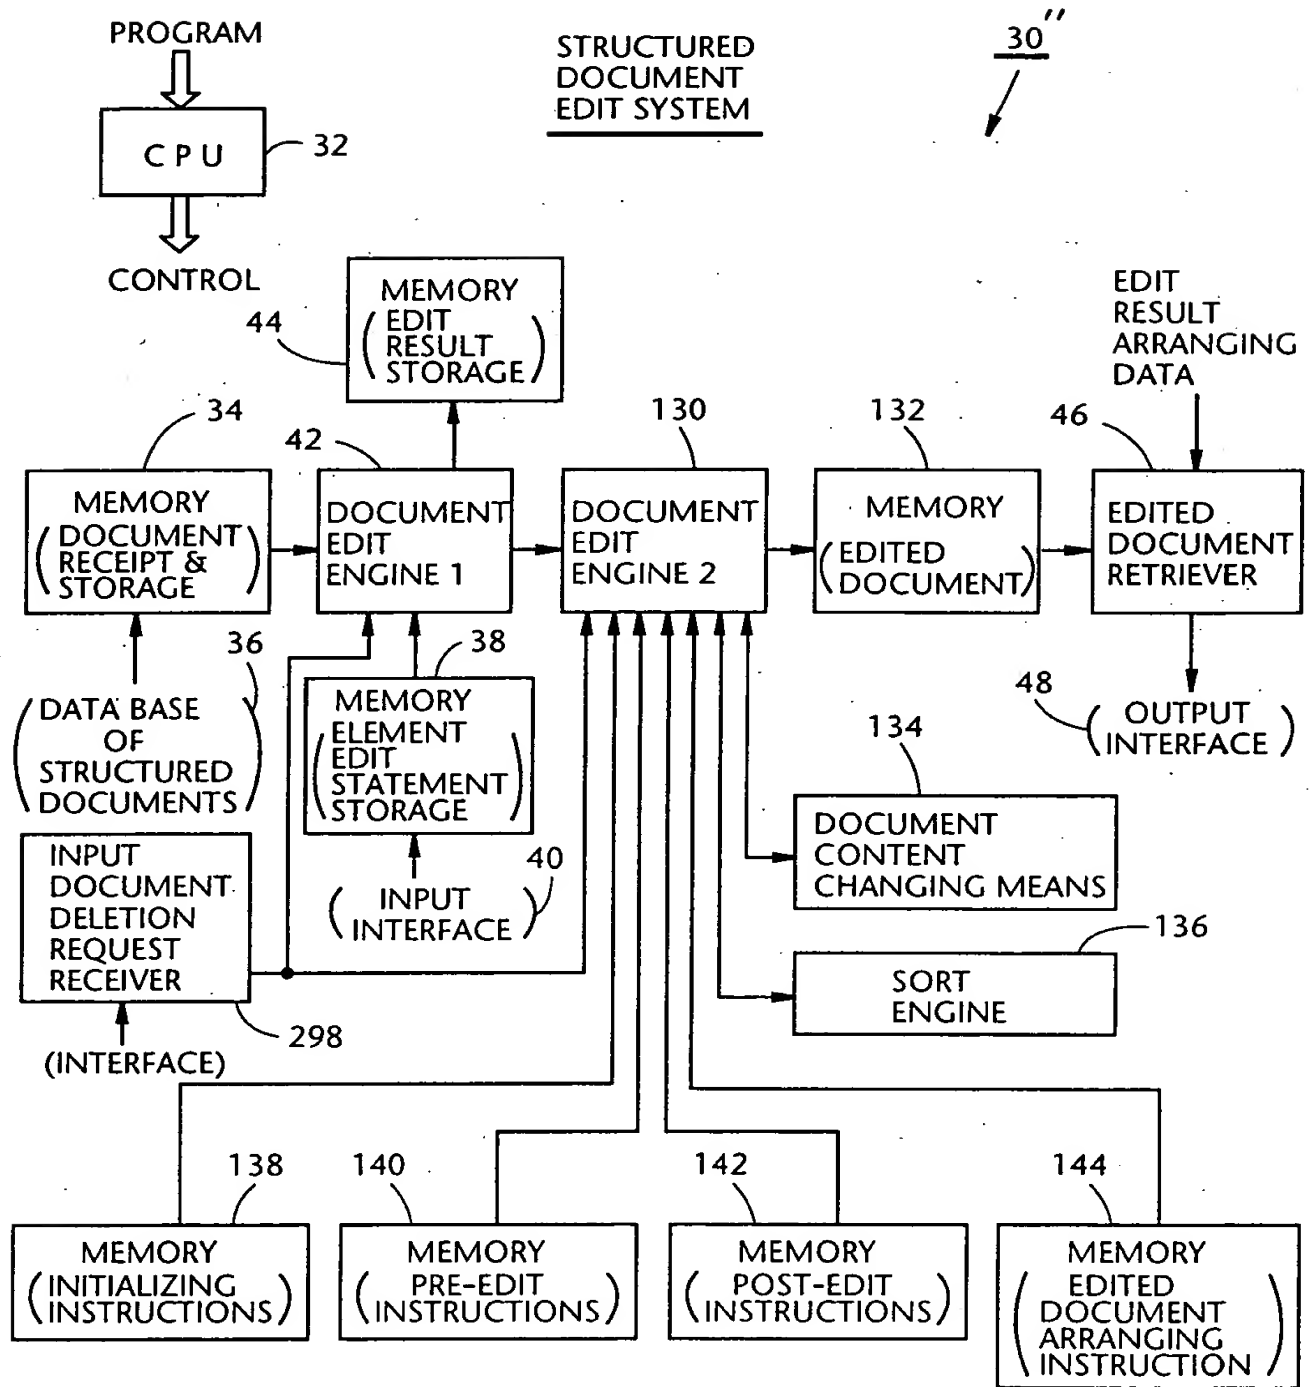 PROGRAM
CPU
32
CONTROL
STRUCTURED
DOCUMENT
EDIT SYSTEM
30''
MEMORY
(EDIT
RESULT
STORAGE)
44
EDIT
RESULT
ARRANGING
DATA
34
42
130
132
46
MEMORY
(DOCUMENT
RECEIPT &
STORAGE)
DOCUMENT
EDIT
ENGINE 1
DOCUMENT
EDIT
ENGINE 2
MEMORY
(EDITED
DOCUMENT)
EDITED
DOCUMENT
RETRIEVER
36
(DATA BASE
OF
STRUCTURED
DOCUMENTS)
38
MEMORY
(ELEMENT
EDIT
STATEMENT
STORAGE)
48
(OUTPUT
INTERFACE)
134
DOCUMENT
CONTENT
CHANGING MEANS
INPUT
DOCUMENT
DELETION
REQUEST
RECEIVER
40
(INPUT
INTERFACE)
136
SORT
ENGINE
298
(INTERFACE)
138
140
142
144
MEMORY
(INITIALIZING
INSTRUCTIONS)
MEMORY
(PRE-EDIT
INSTRUCTIONS)
MEMORY
(POST-EDIT
INSTRUCTIONS)
MEMORY
(EDITED
DOCUMENT
ARRANGING
INSTRUCTION)